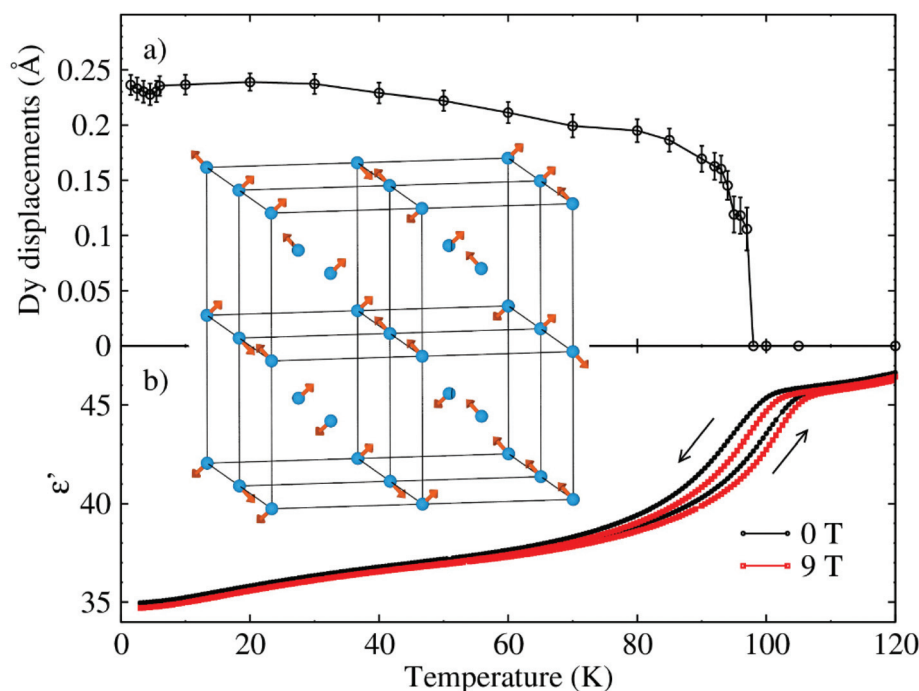 a)
Dy displacements (Å)
0.25
0.2
0.15
0.1
0.05
0
b)
45
ε’
40
35
0 T
9 T
0 20 40 60 80 100 120
Temperature (K)